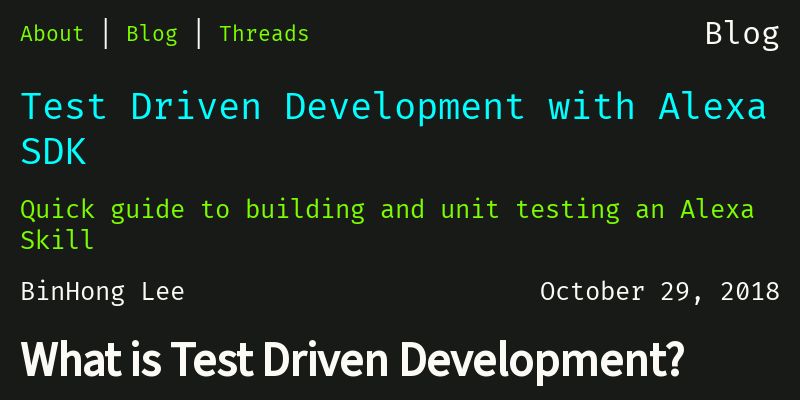 About | Blog | Threads
Blog
Test Driven Development with Alexa
SDK
Quick guide to building and unit testing an Alexa
Skill
BinHong Lee
October 29, 2018
What is Test Driven Development?